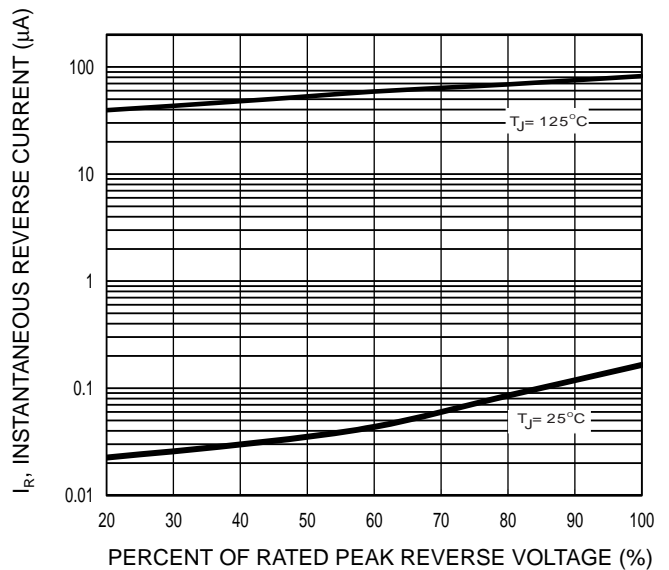 I_R, INSTANTANEOUS REVERSE CURRENT (μA)
100
10
1
0.1
0.01
T_J= 125°C
T_J= 25°C
20 30 40 50 60 70 80 90 100
PERCENT OF RATED PEAK REVERSE VOLTAGE (%)